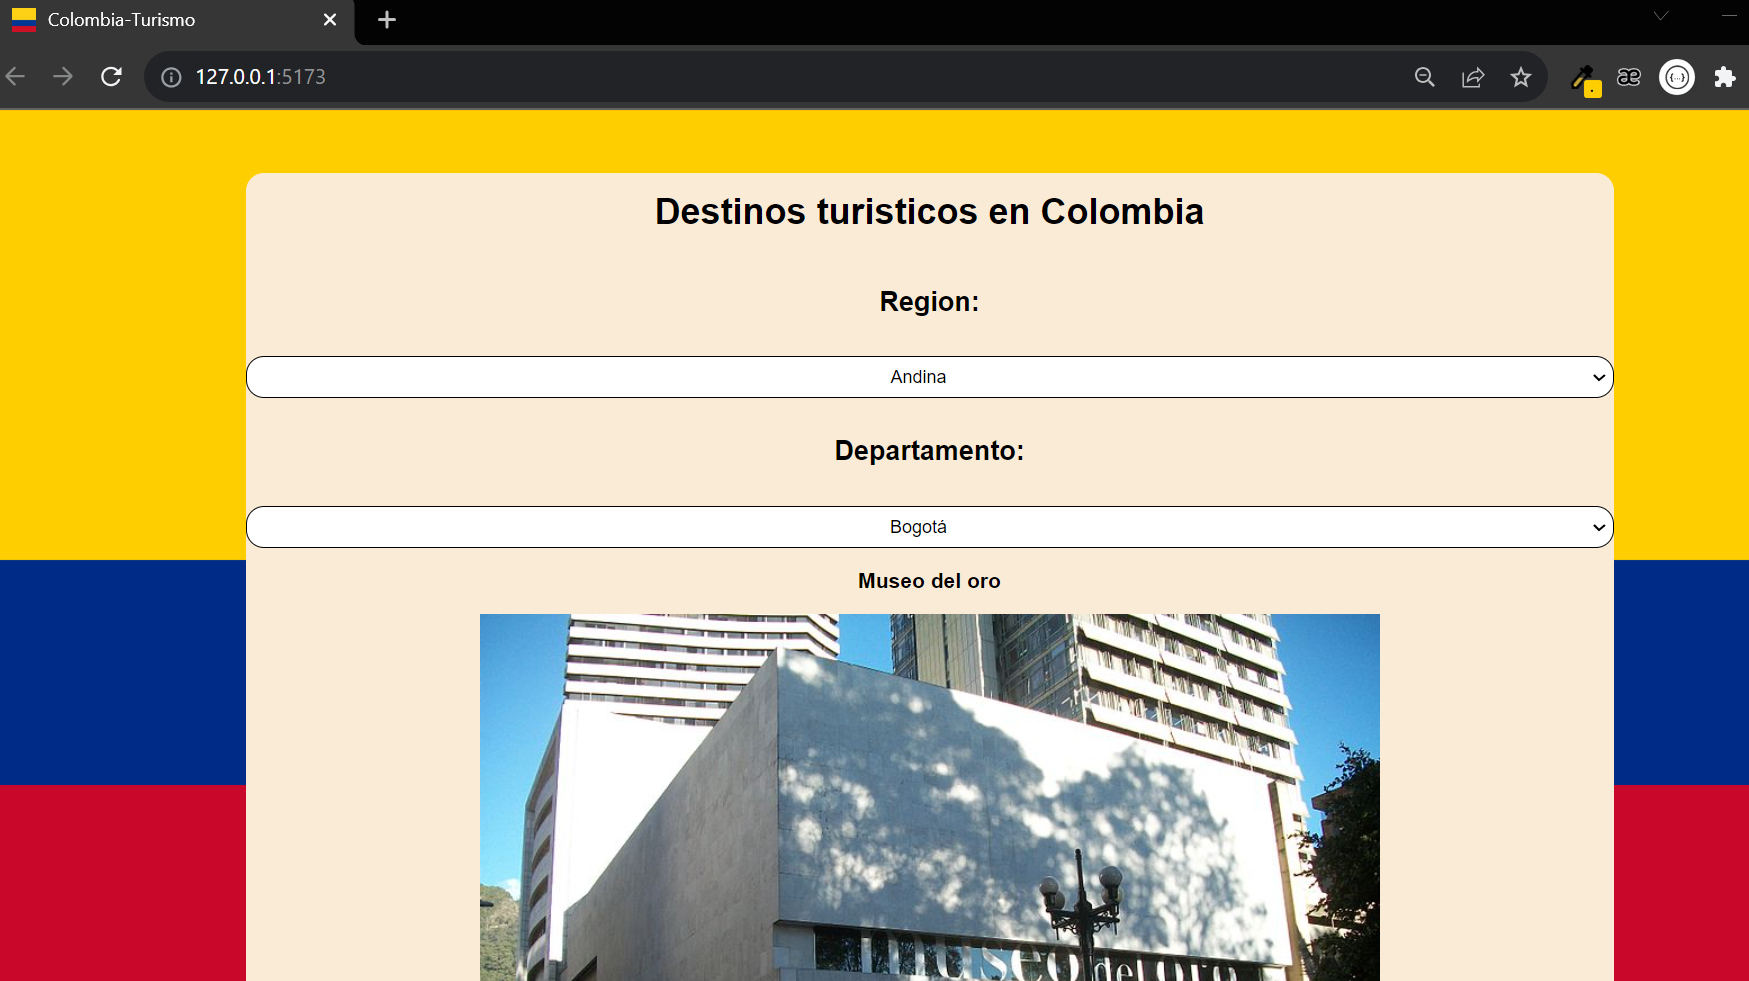 Colombia-Turismo
127.0.0.1:5173
æ
{...}
Destinos turisticos en Colombia
Region:
Andina
Departamento:
Bogotá
Museo del oro
museo del oro